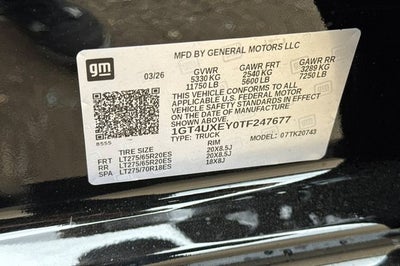 MFD BY GENERAL MOTORS LLC
gm
03/26 GVWR GAWR FRT GAWR RR
5330 KG 2540 KG 3289 KG
11750 LB 5600 LB 7250 LB
THIS VEHICLE CONFORMS TO ALL
APPLICABLE U.S. FEDERAL MOTOR
VEHICLE SAFETY STANDARDS IN EFFECT
ON THE DATE OF MANUFACTURE
SHOWN ABOVE.
1GT4UXEY0TF247677
TYPE: TRUCK MODEL: 07TK20743
8555
TIRE SIZE RIM
FRT LT275/65R20ES 20X8.5J
RR LT275/65R20ES 20X8.5J
SPA LT275/70R18ES 18X8J